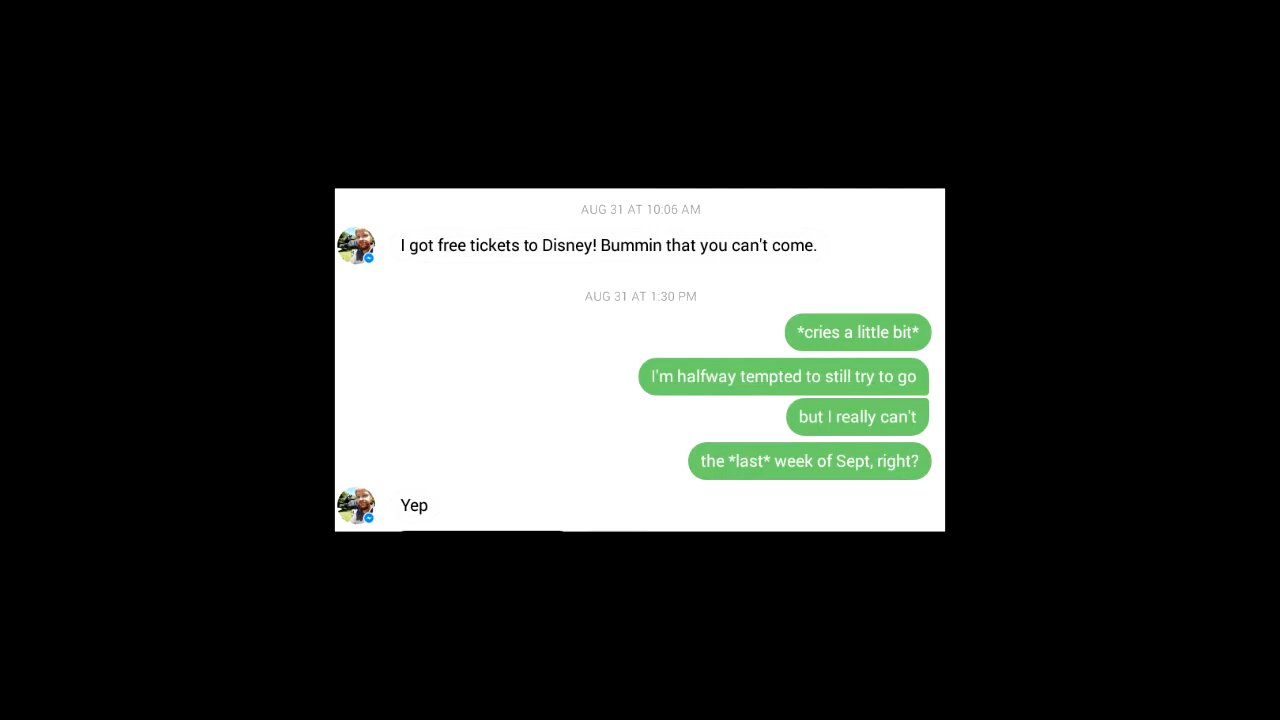 AUG 31 AT 10:06 AM
I got free tickets to Disney! Bummin that you can't come.
AUG 31 AT 1:30 PM
*cries a little bit*
I'm halfway tempted to still try to go
but I really can't
the *last* week of Sept, right?
Yep